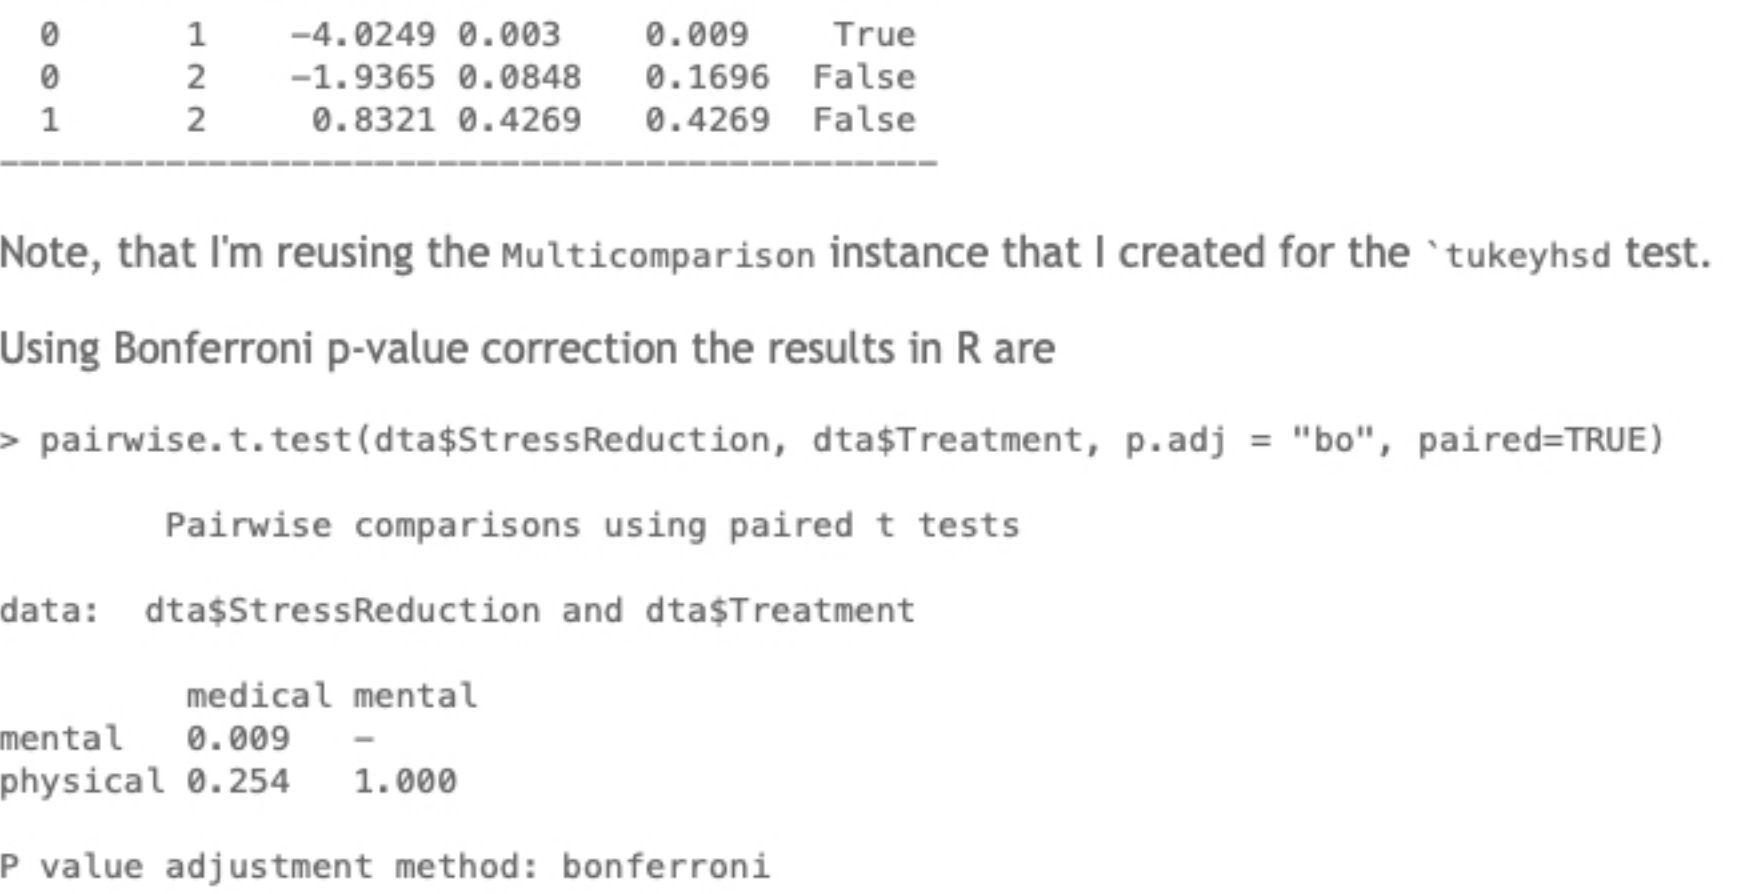 0 1 −4.0249 0.003 0.009 True
0 2 −1.9365 0.0848 0.1696 False
1 2 0.8321 0.4269 0.4269 False
---------------------------------------------
Note, that I'm reusing the Multicomparison instance that I created for the `tukeyhsd test.
Using Bonferroni p-value correction the results in R are
> pairwise.t.test(dta$StressReduction, dta$Treatment, p.adj = "bo", paired=TRUE)
Pairwise comparisons using paired t tests
data: dta$StressReduction and dta$Treatment
medical mental
mental 0.009 −
physical 0.254 1.000
P value adjustment method: bonferroni